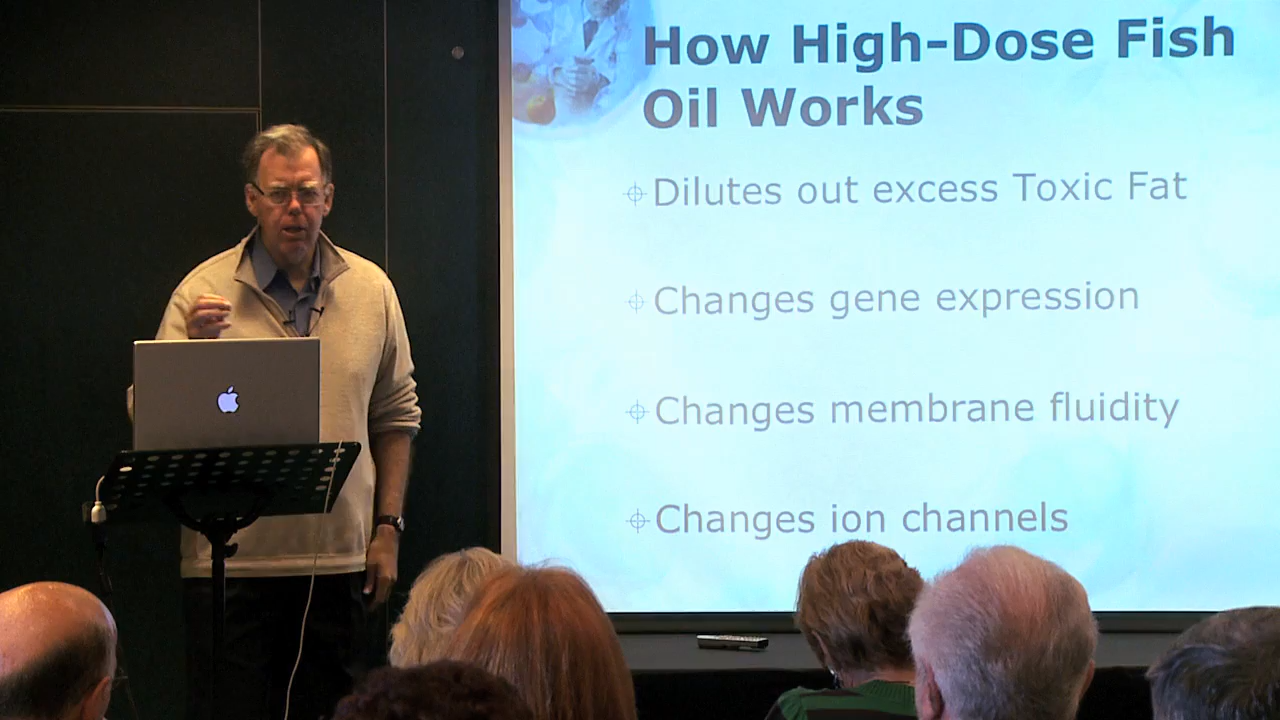 How High-Dose Fish
Oil Works
Dilutes out excess Toxic Fat
Changes gene expression
Changes membrane fluidity
Changes ion channels